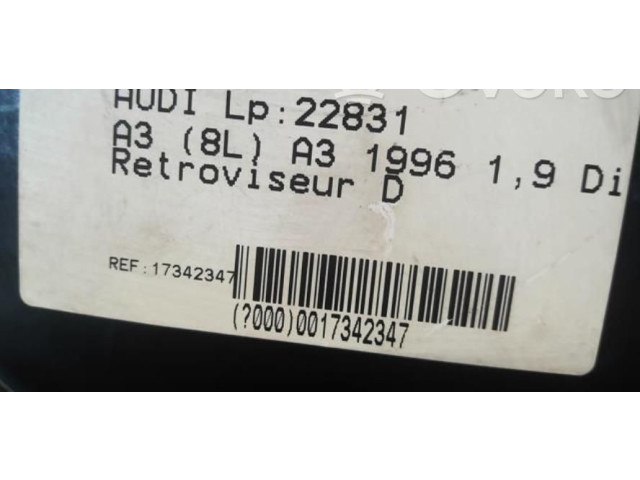 AUDI Lp:22831
A3 (8L) A3 1996 1,9 Di
Retroviseur D
REF:17342347
(?000)0017342347